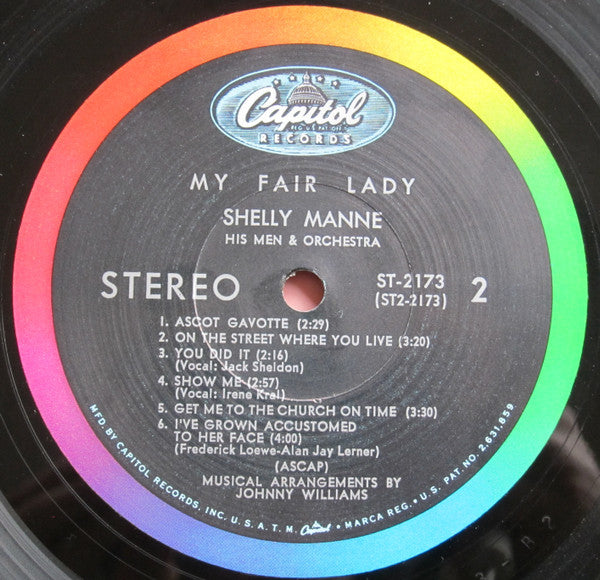 Capitol
REG. U.S. PAT. OFF.
RECORDS
MY FAIR LADY
SHELLY MANNE
HIS MEN & ORCHESTRA
STEREO
ST-2173
(ST2-2173)
2
1. ASCOT GAVOTTE (2:29)
2. ON THE STREET WHERE YOU LIVE (3:20)
3. YOU DID IT (2:16)
(Vocal: Jack Sheldon)
4. SHOW ME (2:57)
(Vocal: Irene Kral)
5. GET ME TO THE CHURCH ON TIME (3:30)
6. I'VE GROWN ACCUSTOMED
TO HER FACE (4:00)
(Frederick Loewe-Alan Jay Lerner)
(ASCAP)
MUSICAL ARRANGEMENTS BY
JOHNNY WILLIAMS
MFD. BY CAPITOL RECORDS, INC. U.S.A. T.M. Capitol MARCA REG. • U.S. PAT. NO. 2,631,859